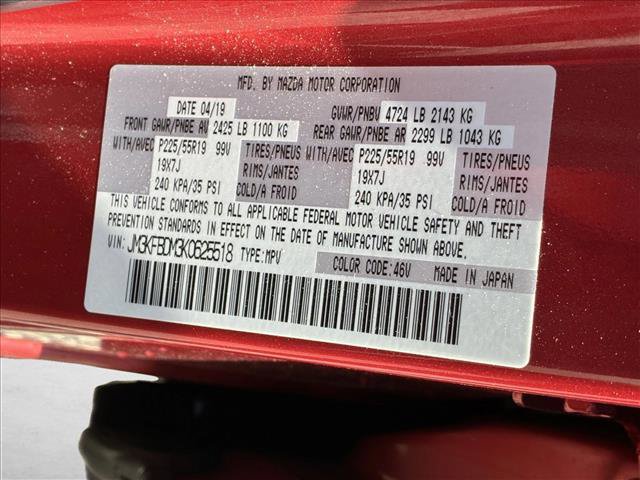 MFD. BY MAZDA MOTOR CORPORATION
DATE 04/19 GVWR/PNBV 4724 LB 2143 KG
FRONT GAWR/PNBE AV 2425 LB 1100 KG REAR GAWR/PNBE AR 2299 LB 1043 KG
WITH/AVEC P225/55R19 99V TIRES/PNEUS WITH/AVEC P225/55R19 99V TIRES/PNEUS
19X7J RIMS/JANTES 19X7J RIMS/JANTES
240 KPA/35 PSI COLD/A FROID 240 KPA/35 PSI COLD/A FROID
THIS VEHICLE CONFORMS TO ALL APPLICABLE FEDERAL MOTOR VEHICLE SAFETY AND THEFT
PREVENTION STANDARDS IN EFFECT ON THE DATE OF MANUFACTURE SHOWN ABOVE.
VIN: JM3KFBDM3K0625518 TYPE:MPV COLOR CODE:46V MADE IN JAPAN